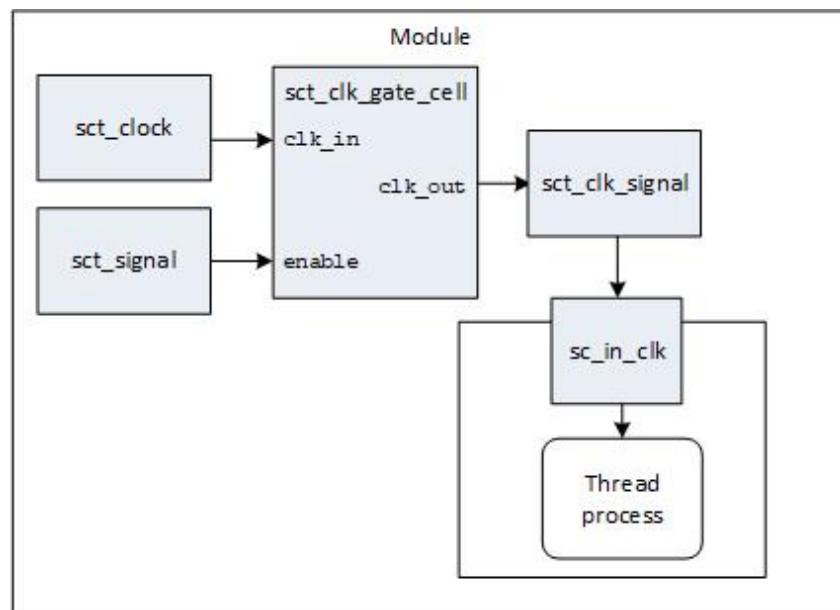 Module
sct_clock
sct_clk_gate_cell
clk_in
clk_out
enable
sct_signal
sct_clk_signal
sc_in_clk
Thread
process